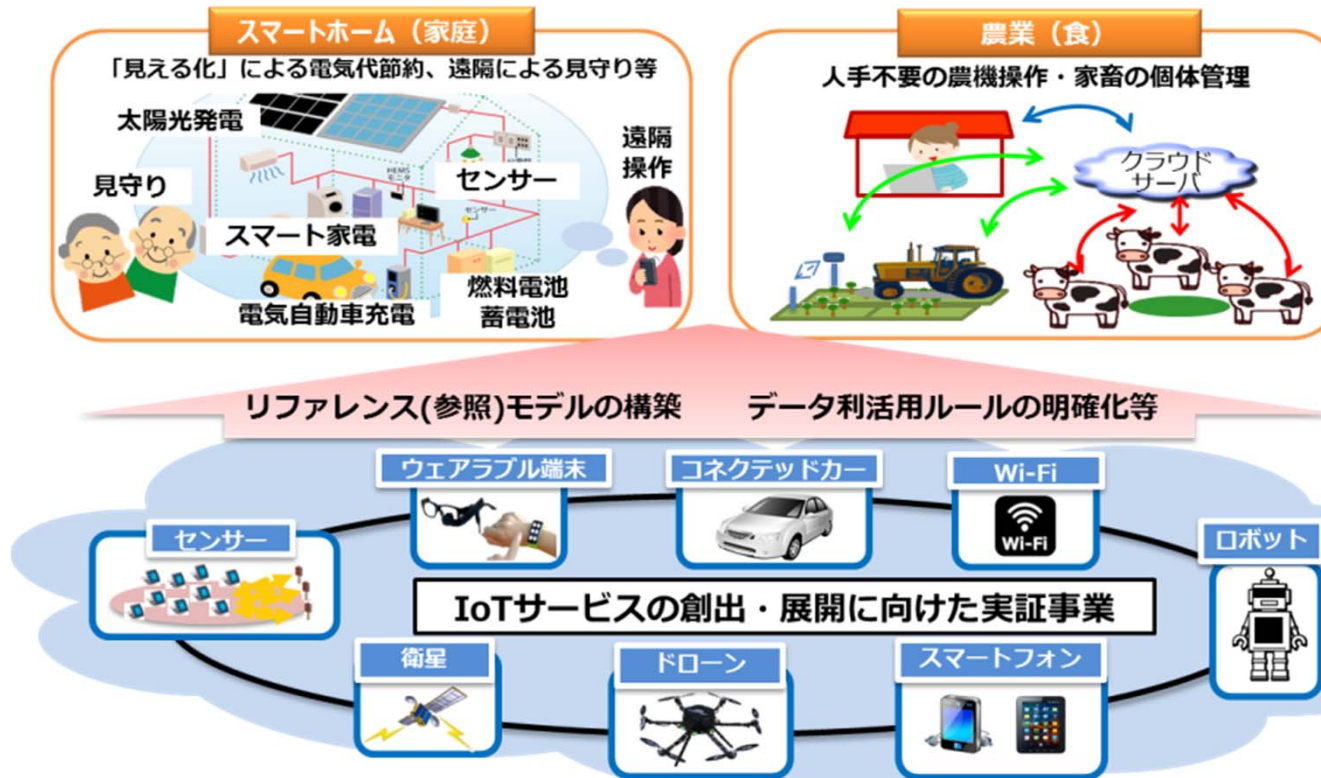 スマートホーム（家庭）
「見える化」による電気代節約、遠隔による見守り等
太陽光発電
見守り
HEMS
モニタ
センサー
センサー
スマート家電
電気自動車充電
燃料電池
蓄電池
遠隔
操作
農業（食）
人手不要の農機操作・家畜の個体管理
クラウド
サーバ
リファレンス(参照)モデルの構築
データ利活用ルールの明確化等
ウェアラブル端末
コネクテッドカー
Wi-Fi
Wi-Fi
センサー
ロボット
IoTサービスの創出・展開に向けた実証事業
衛星
ドローン
スマートフォン